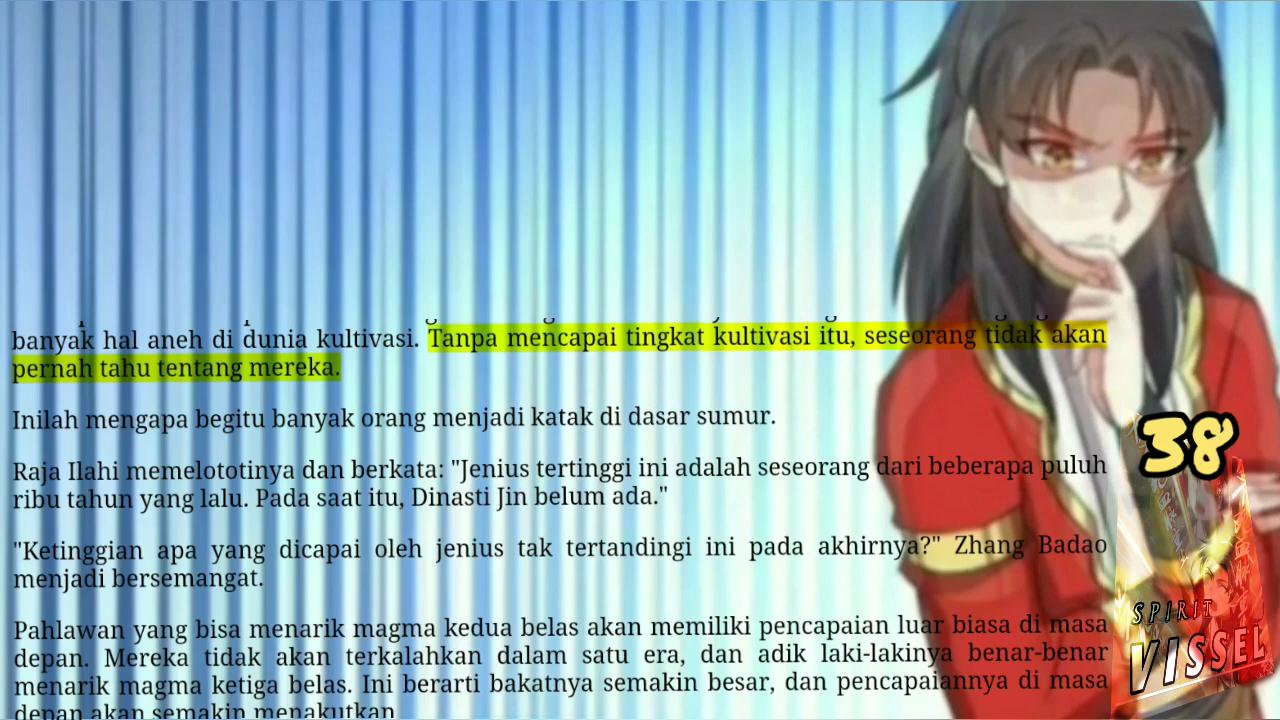 banyak hal aneh di dunia kultivasi. Tanpa mencapai tingkat kultivasi itu, seseorang tidak akan
pernah tahu tentang mereka.
Inilah mengapa begitu banyak orang menjadi katak di dasar sumur.
Raja Ilahi memelototinya dan berkata: "Jenius tertinggi ini adalah seseorang dari beberapa puluh
ribu tahun yang lalu. Pada saat itu, Dinasti Jin belum ada."
"Ketinggian apa yang dicapai oleh jenius tak tertandingi ini pada akhirnya?" Zhang Badao
menjadi bersemangat.
Pahlawan yang bisa menarik magma kedua belas akan memiliki pencapaian luar biasa di masa
depan. Mereka tidak akan terkalahkan dalam satu era, dan adik laki-lakinya benar-benar
menarik magma ketiga belas. Ini berarti bakatnya semakin besar, dan pencapaiannya di masa
depan akan semakin menakutkan
38
SPIRIT
VISSEL